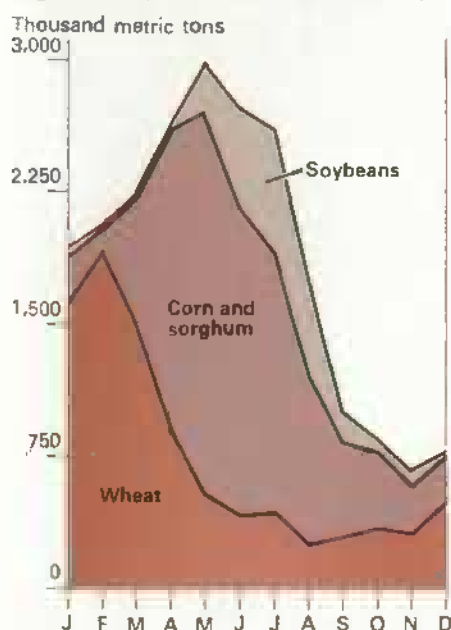 Thousand metric tons
3,000
2,250
Soybeans
1,500
Corn and
sorghum
750
Wheat
0
J F M A M J J A S O N D